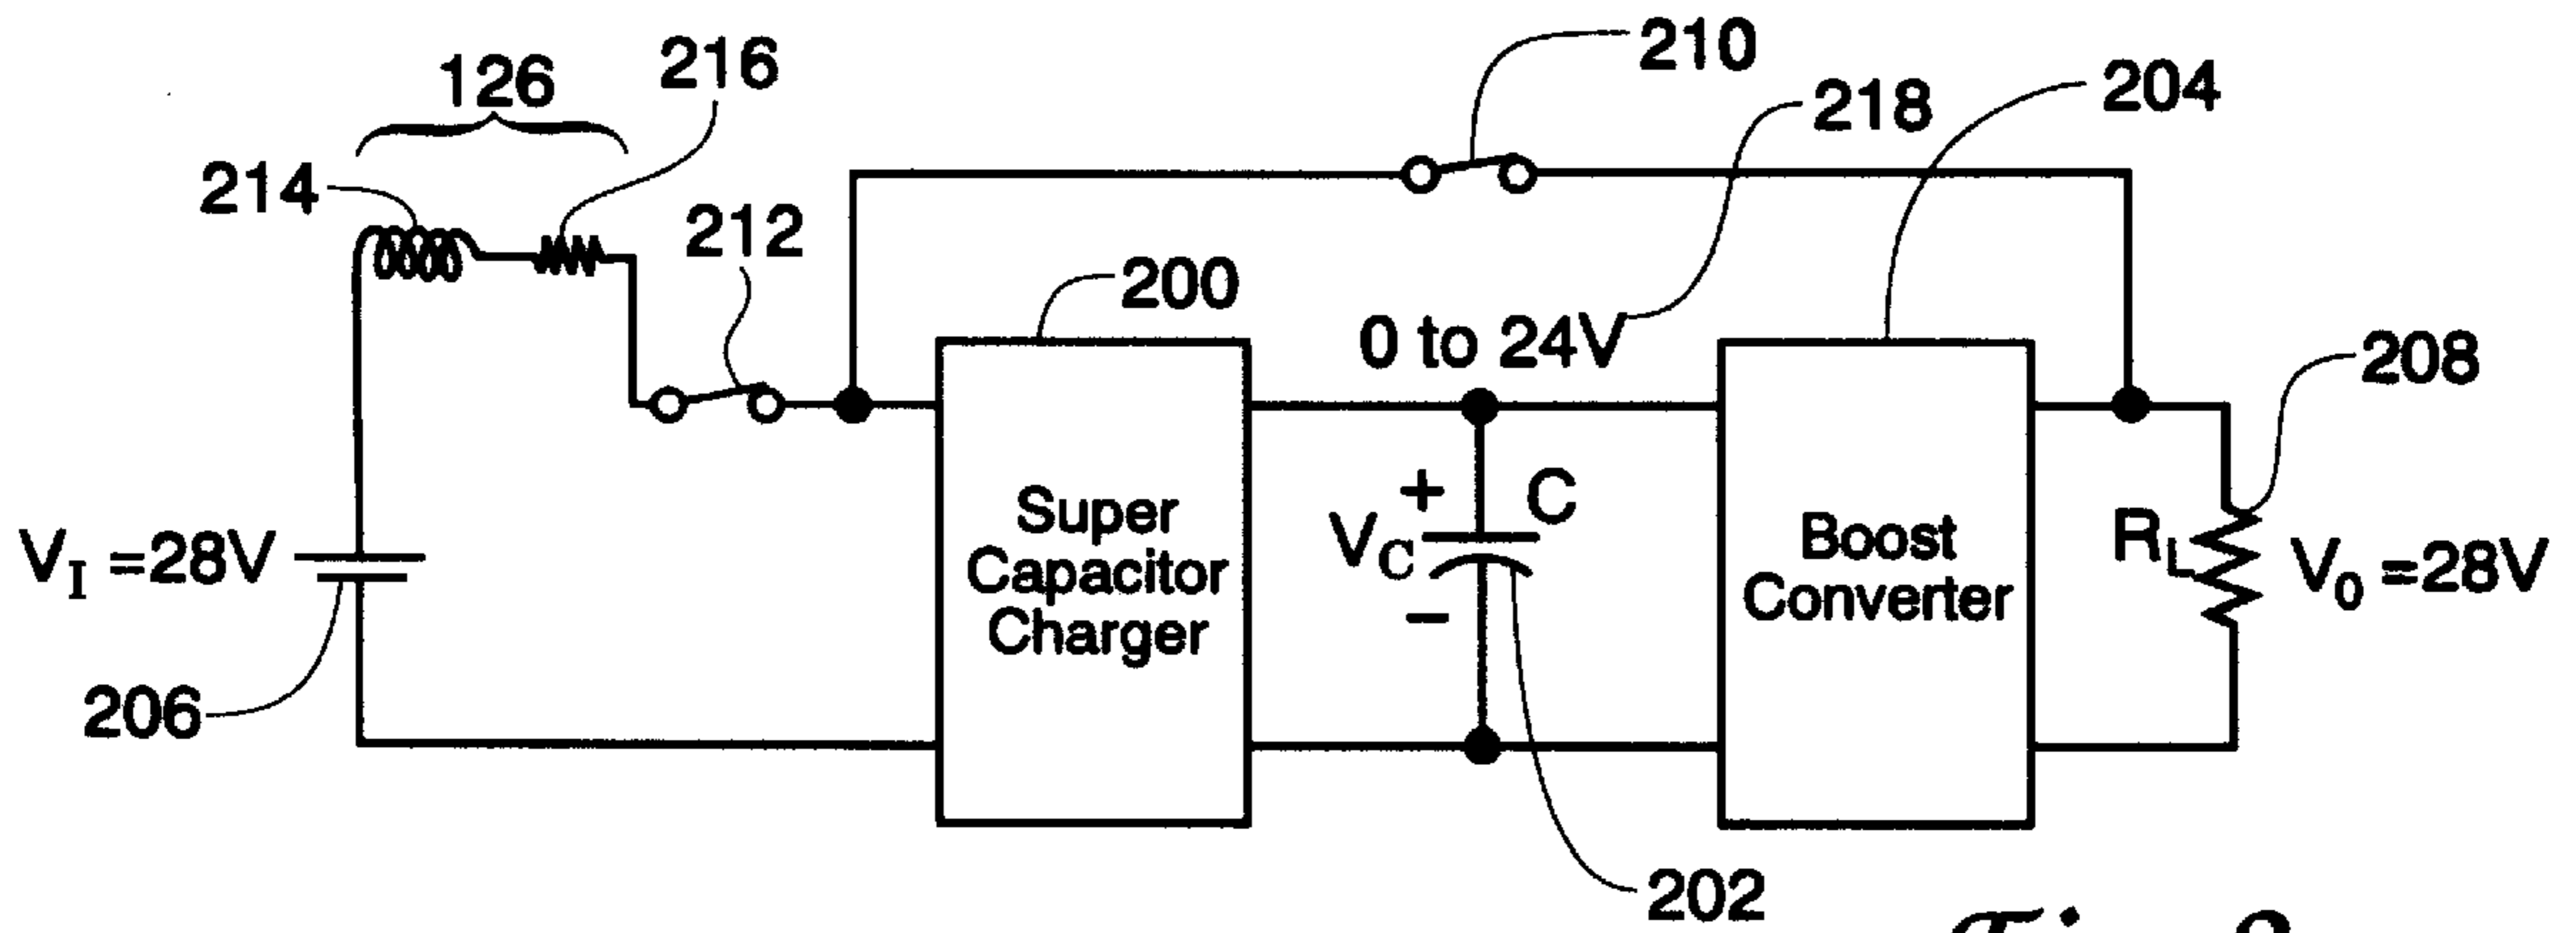 126
216
210
218
204
214
212
200
0 to 24V
208
Super
Capacitor
Charger
+
C
V_C
−
Boost
Converter
R_L
V_I =28V
V_0 =28V
206
202